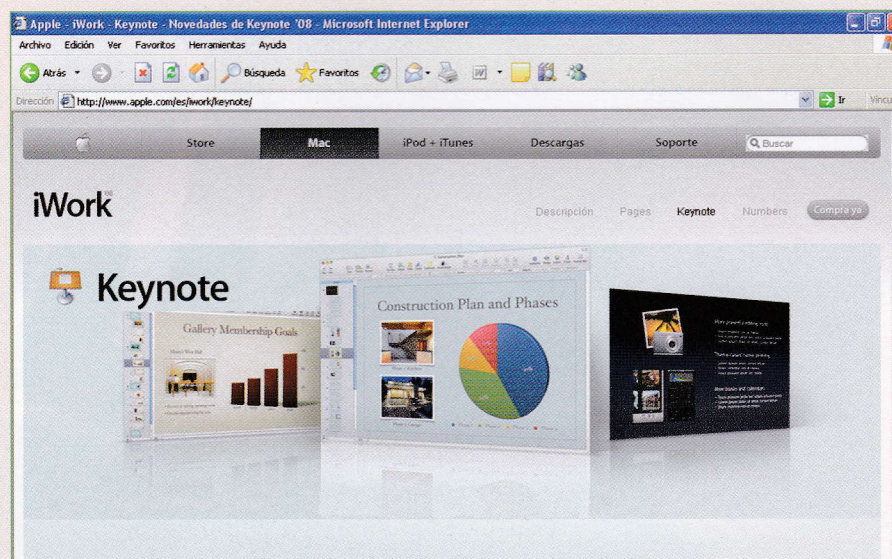 Apple - iWork - Keynote - Novedades de Keynote '08 - Microsoft Internet Explorer
Archivo Edición Ver Favoritos Herramientas Ayuda
Atrás Búsqueda Favoritos
Dirección http://www.apple.com/es/iwork/keynote/ Ir Víncu
Store Mac iPod + iTunes Descargas Soporte Buscar
iWork '08
Descripción Pages Keynote Numbers Compra ya
Keynote
Gallery Membership Goals
Construction Plan and Phases